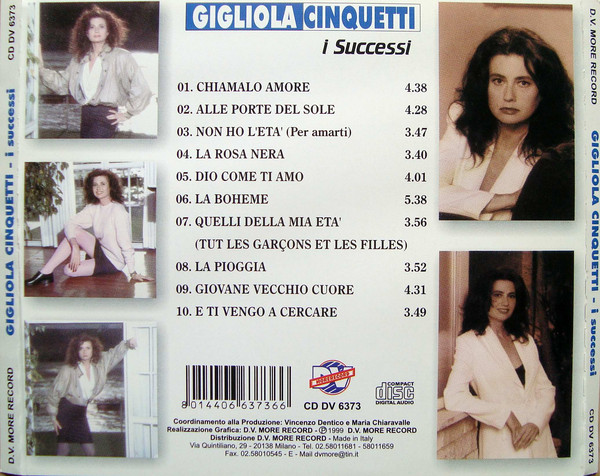 GIGLIOLA CINQUETTI
i Successi
01. CHIAMALO AMORE 4.38
02. ALLE PORTE DEL SOLE 4.28
03. NON HO L'ETA' (Per amarti) 3.47
04. LA ROSA NERA 3.40
05. DIO COME TI AMO 4.01
06. LA BOHEME 5.38
07. QUELLI DELLA MIA ETA' 3.56
(TUT LES GARÇONS ET LES FILLES)
08. LA PIOGGIA 3.52
09. GIOVANE VECCHIO CUORE 4.31
10. E TI VENGO A CERCARE 3.49
8 014406 637366
CD DV 6373
COMPACT
disc
DIGITAL AUDIO
Coordinamento alla Produzione: Vincenzo Dentico e Maria Chiaravalle
Realizzazione Grafica: D.V. MORE RECORD - ℗ 1999 D.V. MORE RECORD
Distribuzione D.V. MORE RECORD - Made in Italy
Via Quintiliano, 29 - 20138 Milano - Tel. 02.58011681 - 58011659
Fax. 02.58010545 - E - Mail dvmore@tin.it
D.V. MORE RECORD GIGLIOLA CINQUETTI - i successi CD DV 6373
D.V. MORE RECORD GIGLIOLA CINQUETTI - i successi CD DV 6373